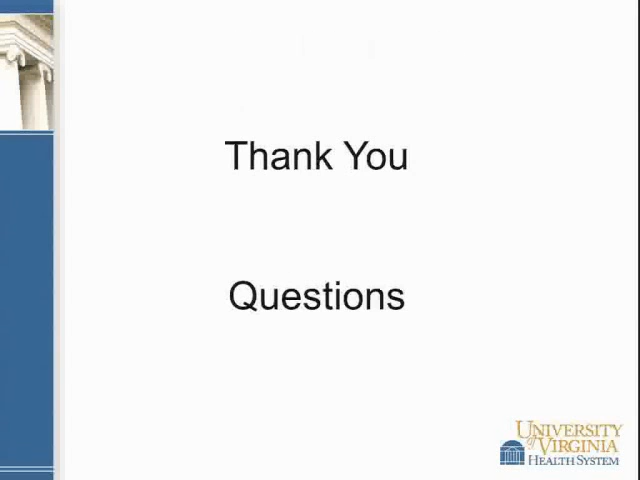 Thank You
Questions
UNIVERSITY
of VIRGINIA
HEALTH SYSTEM